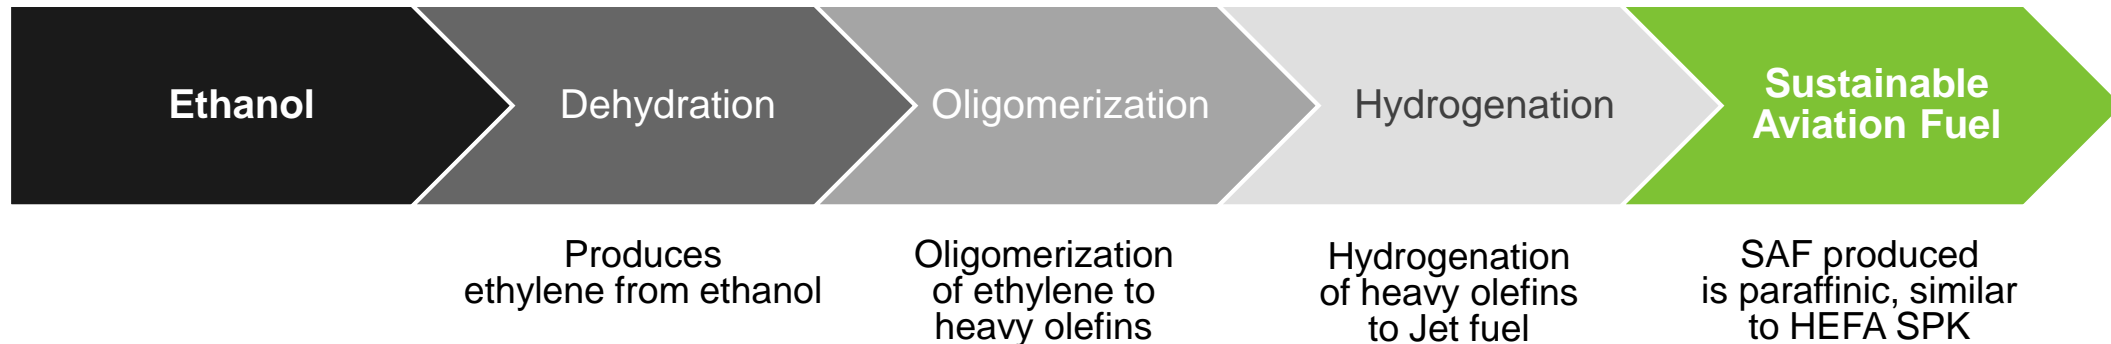 Ethanol
Dehydration
Oligomerization
Hydrogenation
Sustainable
Aviation Fuel
Produces
ethylene from ethanol
Oligomerization
of ethylene to
heavy olefins
Hydrogenation
of heavy olefins
to Jet fuel
SAF produced
is paraffinic, similar
to HEFA SPK